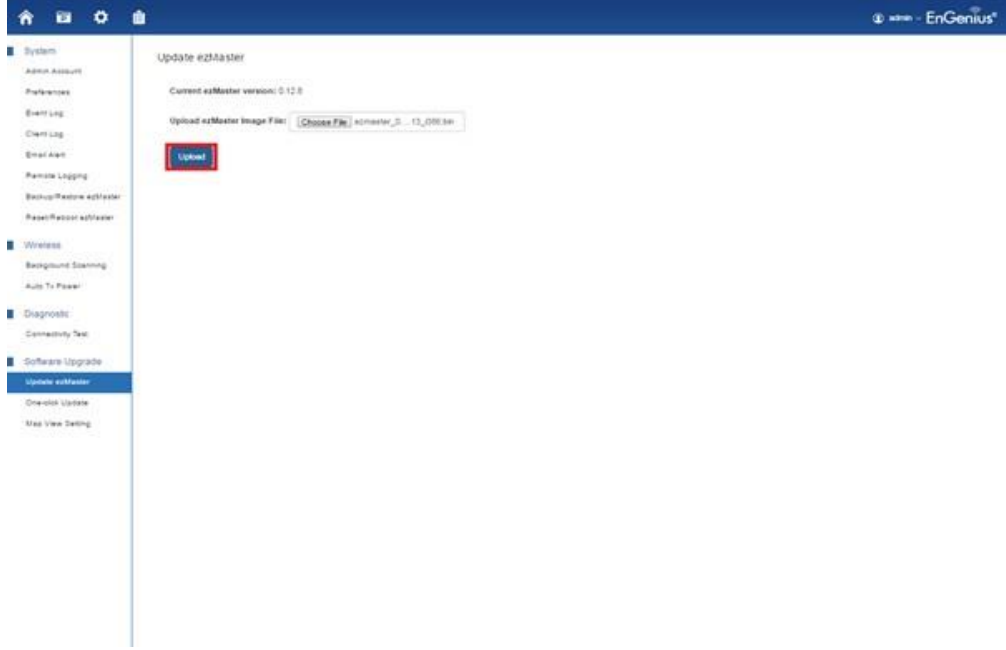 admin - EnGenius®
System
Admin Account
Preferences
Event Log
Client Log
Email Alert
Remote Logging
Backup/Restore ezMaster
Reset/Reboot ezMaster
Wireless
Background Scanning
Auto Tx Power
Diagnostic
Connectivity Test
Software Upgrade
Update ezMaster
One-click Update
Map View Setting
Update ezMaster
Current ezMaster version: 0.12.8
Upload ezMaster Image File: Choose File
Upload